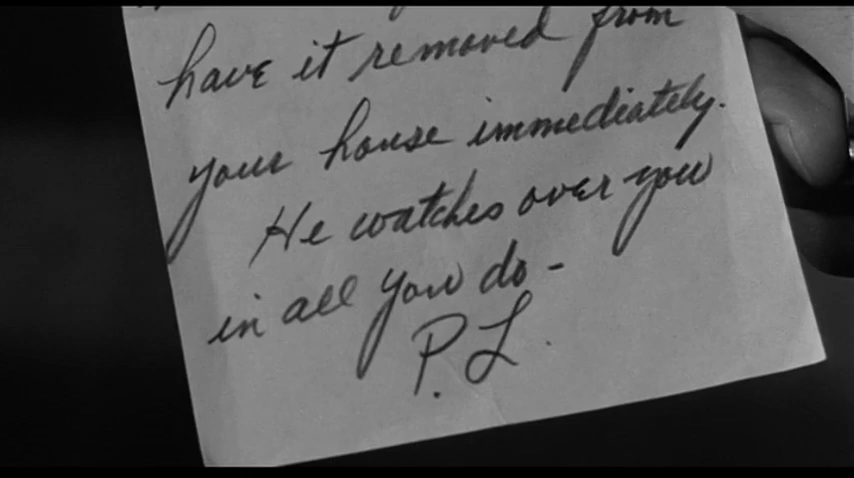 have it removed from
your house immediately.
He watches over you
in all you do -
P. L.